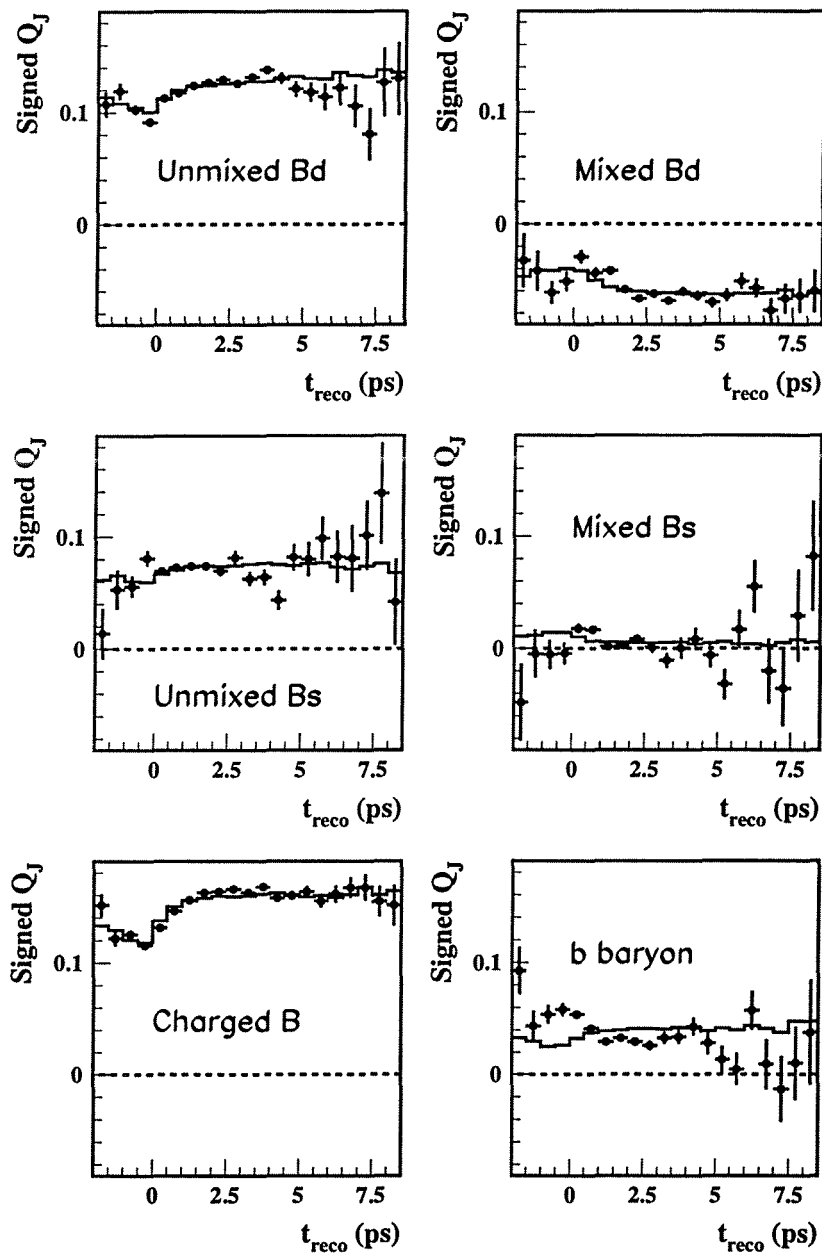 Signed Q_J
0.1
0
Unmixed Bd
0 2.5 5 7.5
t_reco (ps)
Signed Q_J
0.1
0
Mixed Bd
0 2.5 5 7.5
t_reco (ps)
Signed Q_J
0.1
0
Unmixed Bs
0 2.5 5 7.5
t_reco (ps)
Signed Q_J
0.1
0
Mixed Bs
0 2.5 5 7.5
t_reco (ps)
Signed Q_J
0.1
0
Charged B
0 2.5 5 7.5
t_reco (ps)
Signed Q_J
0.1
0
b baryon
0 2.5 5 7.5
t_reco (ps)